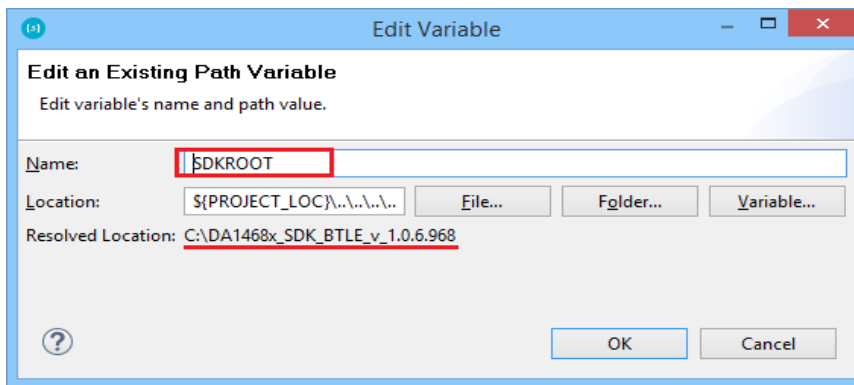 {s}
Edit Variable
Edit an Existing Path Variable
Edit variable's name and path value.
Name: SDKROOT
Location: ${PROJECT_LOC}\..\..\..\.. File... Folder... Variable...
Resolved Location: C:\DA1468x_SDK_BTLE_v_1.0.6.968
?
OK Cancel